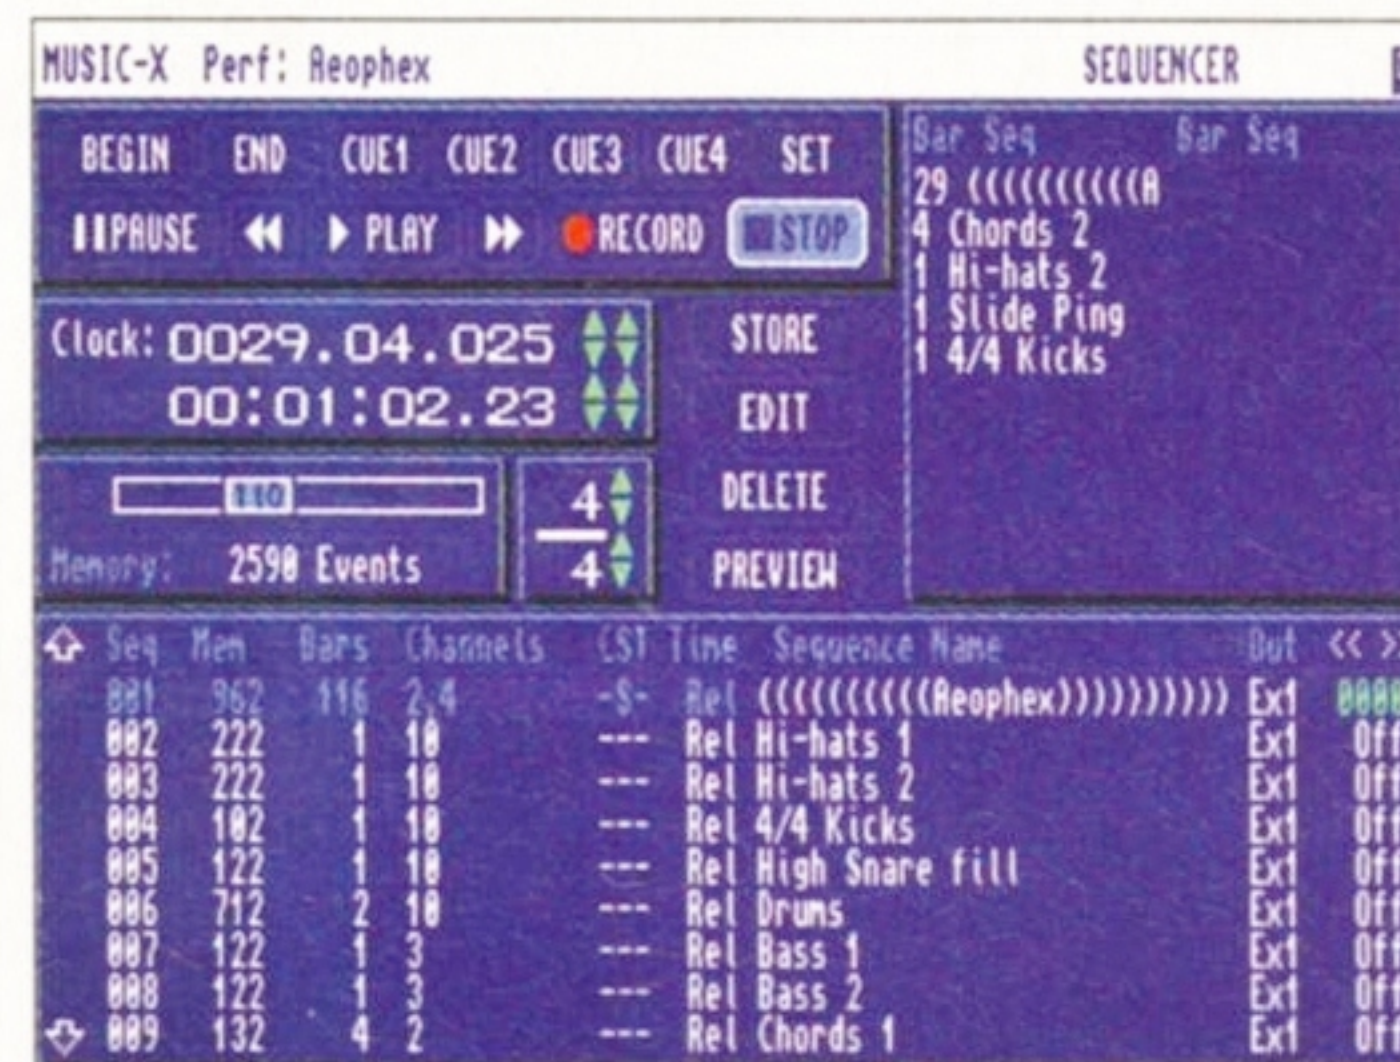 MUSIC-X Perf: Aeophex SEQUENCER
BEGIN END CUE1 CUE2 CUE3 CUE4 SET
PAUSE PLAY RECORD STOP
Clock: 0029.04.025
00:01:02.23
STORE
EDIT
DELETE
PREVIEW
110
Memory: 2590 Events
4
4
Bar Seq Bar Seq
29 ((((((((((A
4 Chords 2
1 Hi-hats 2
1 Slide Ping
1 4/4 Kicks
Seq Mem Bars Channels CST Time Sequence Name Out <<
001 962 116 2,4 -S- Rel ((((((((((Aeophex)))))))))) Ex1
002 222 1 10 --- Rel Hi-hats 1 Ex1 Off
003 222 1 10 --- Rel Hi-hats 2 Ex1 Off
004 102 1 10 --- Rel 4/4 Kicks Ex1 Off
005 122 1 10 --- Rel High Snare fill Ex1 Off
006 712 2 10 --- Rel Drums Ex1 Off
007 122 1 3 --- Rel Bass 1 Ex1 Off
008 122 1 3 --- Rel Bass 2 Ex1 Off
009 132 4 2 --- Rel Chords 1 Ex1 Off